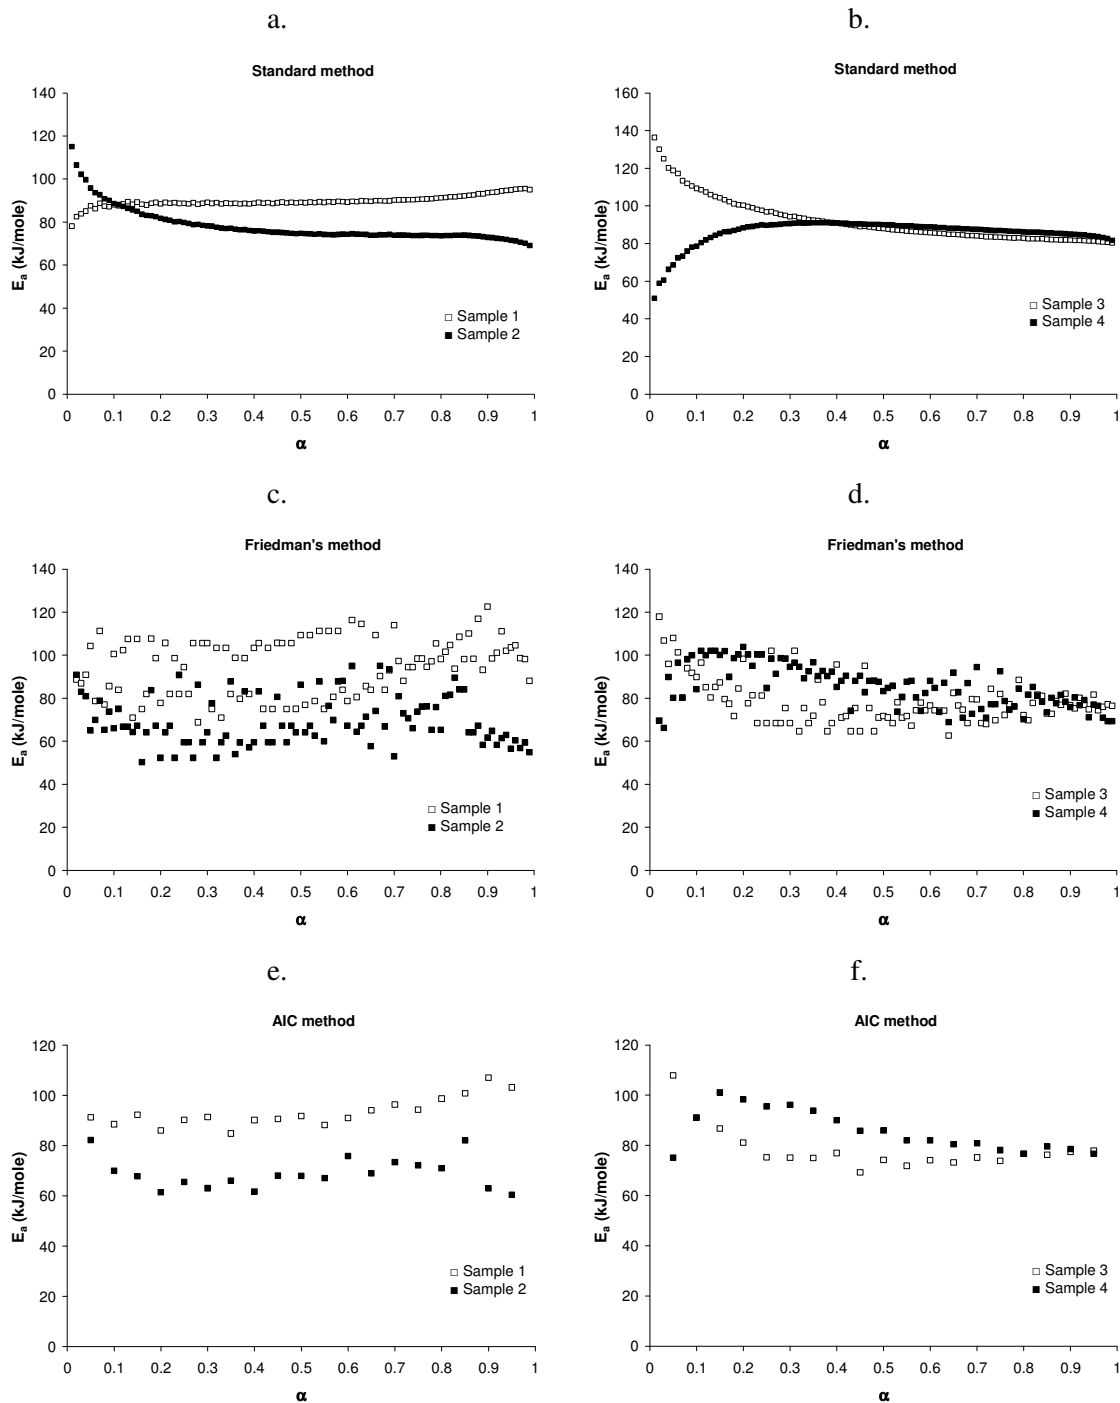 a.
Standard method
140
120
100
80
60
40
20
0
E_a (kJ/mole)
0 0.1 0.2 0.3 0.4 0.5 0.6 0.7 0.8 0.9 1
α
□ Sample 1
■ Sample 2
b.
Standard method
160
140
120
100
80
60
40
20
0
E_a (kJ/mole)
0 0.1 0.2 0.3 0.4 0.5 0.6 0.7 0.8 0.9 1
α
□ Sample 3
■ Sample 4
c.
Friedman's method
140
120
100
80
60
40
20
0
E_a (kJ/mole)
0 0.1 0.2 0.3 0.4 0.5 0.6 0.7 0.8 0.9 1
α
□ Sample 1
■ Sample 2
d.
Friedman's method
140
120
100
80
60
40
20
0
E_a (kJ/mole)
0 0.1 0.2 0.3 0.4 0.5 0.6 0.7 0.8 0.9 1
α
□ Sample 3
■ Sample 4
e.
AIC method
120
100
80
60
40
20
0
E_a (kJ/mole)
0 0.1 0.2 0.3 0.4 0.5 0.6 0.7 0.8 0.9 1
α
□ Sample 1
■ Sample 2
f.
AIC method
120
100
80
60
40
20
0
E_a (kJ/mole)
0 0.1 0.2 0.3 0.4 0.5 0.6 0.7 0.8 0.9 1
α
□ Sample 3
■ Sample 4